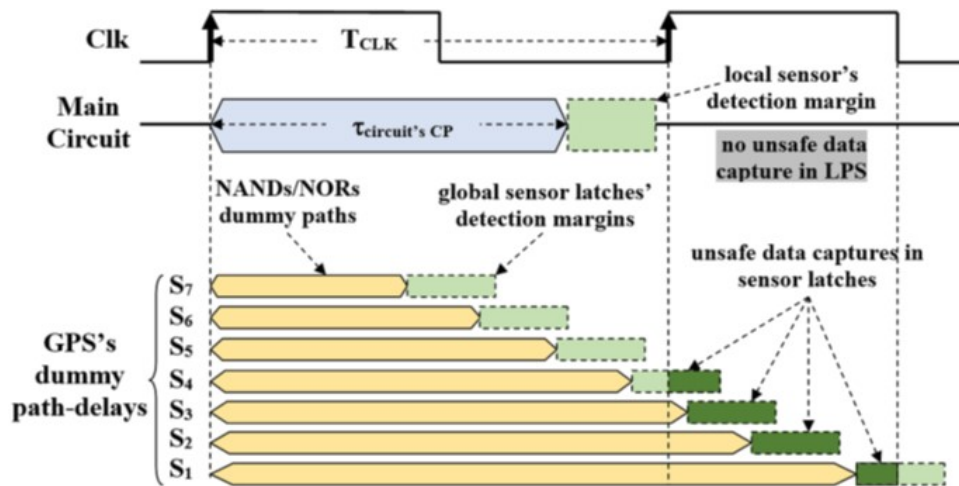 Clk
T_CLK
Main
Circuit
τ_circuit's CP
local sensor's
detection margin
no unsafe data
capture in LPS
NANDs/NORs
dummy paths
global sensor latches'
detection margins
unsafe data captures in
sensor latches
GPS's
dummy
path-delays
S₇
S₆
S₅
S₄
S₃
S₂
S₁